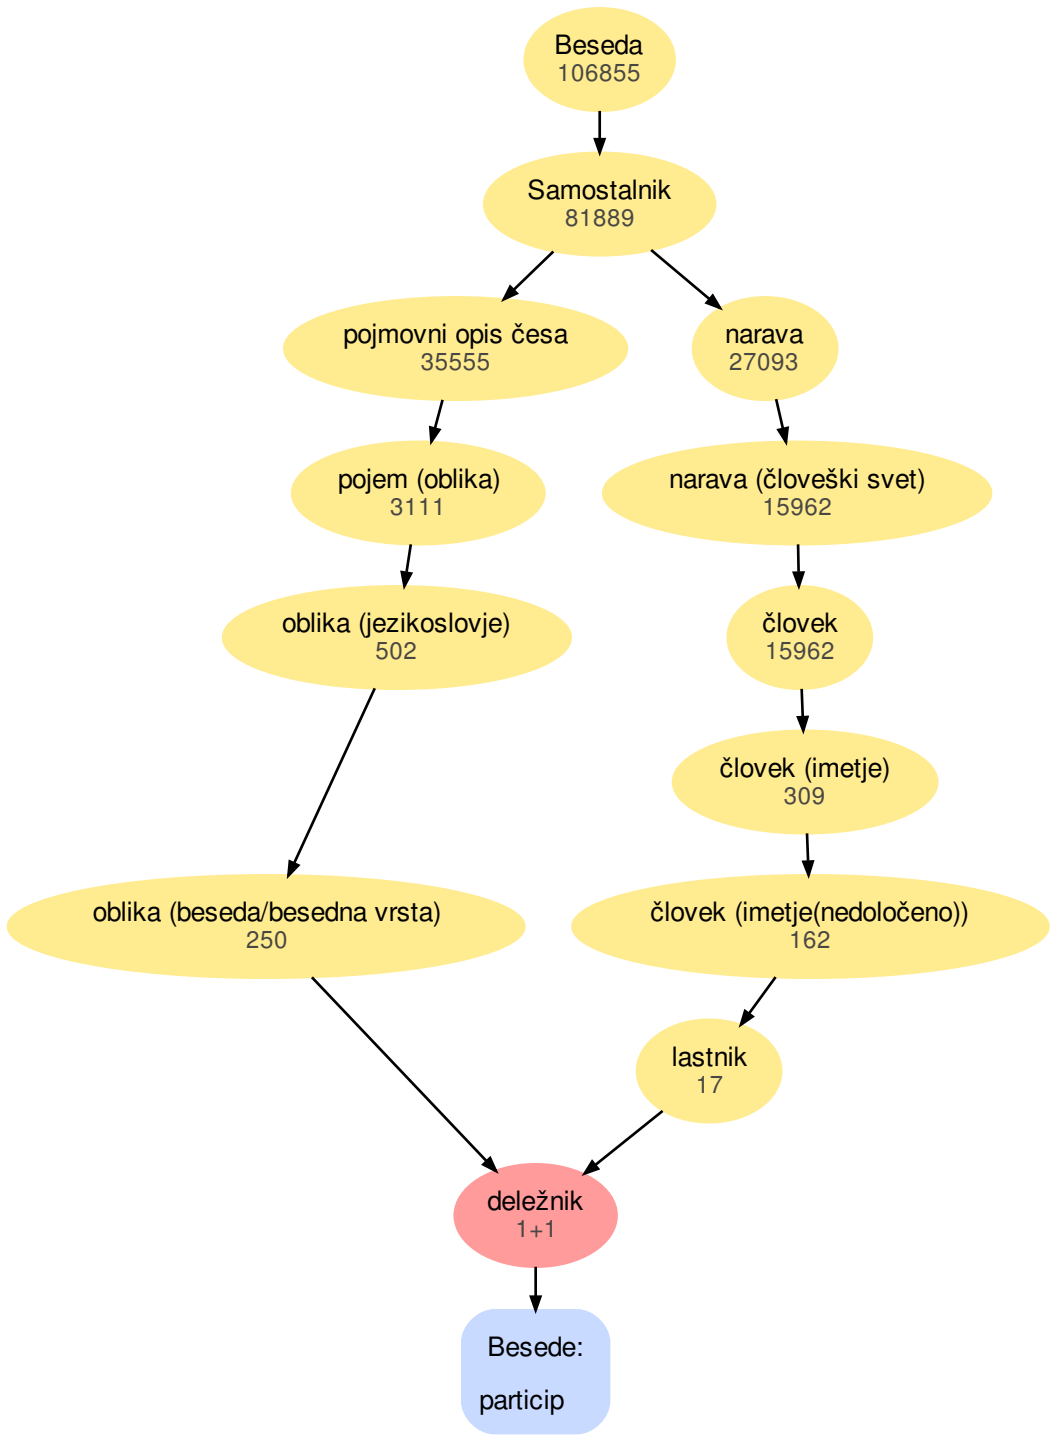 Beseda
106855
Samostalnik
81889
pojmovni opis česa
35555
narava
27093
pojem (oblika)
3111
narava (človeški svet)
15962
oblika (jezikoslovje)
502
človek
15962
človek (imetje)
309
oblika (beseda/besedna vrsta)
250
človek (imetje(nedoločeno))
162
lastnik
17
deležnik
1+1
Besede:
particip